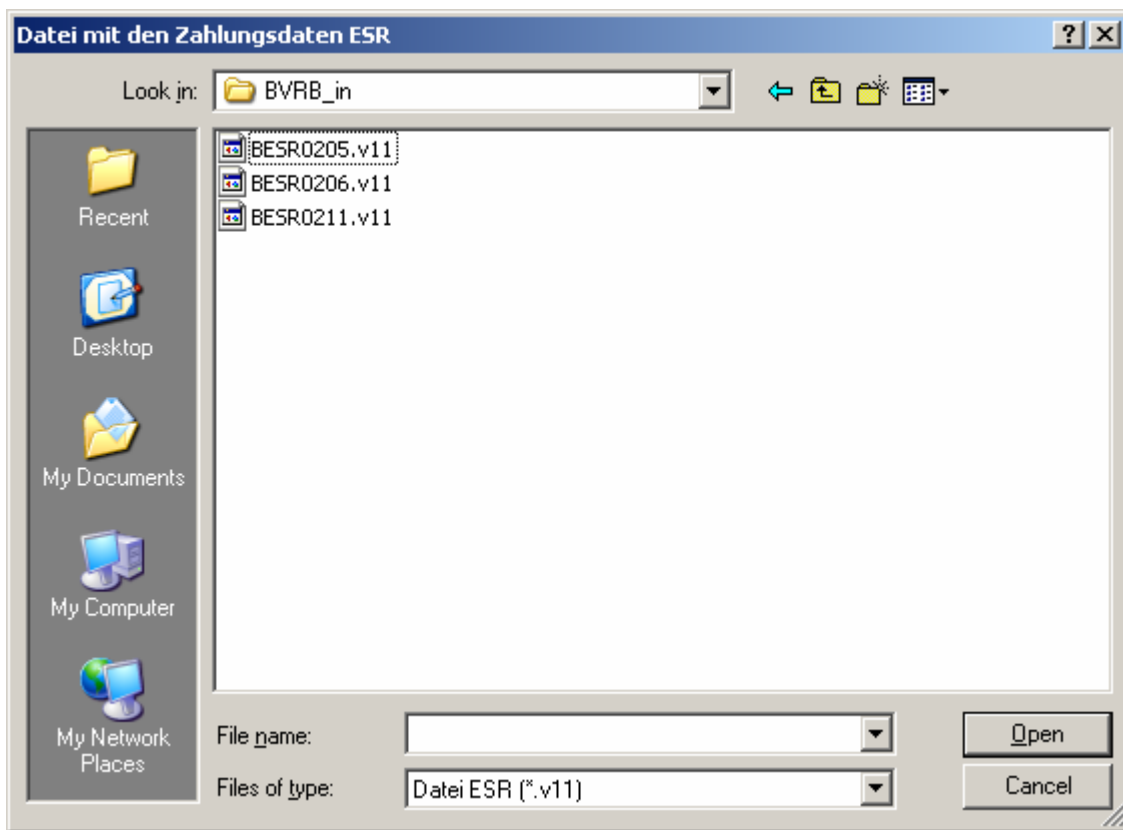 Datei mit den Zahlungsdaten ESR
Look in: BVRB_in
BESR0205.v11
BESR0206.v11
BESR0211.v11
Recent
Desktop
My Documents
My Computer
My Network
Places
File name:
Open
Files of type: Datei ESR (*.v11)
Cancel